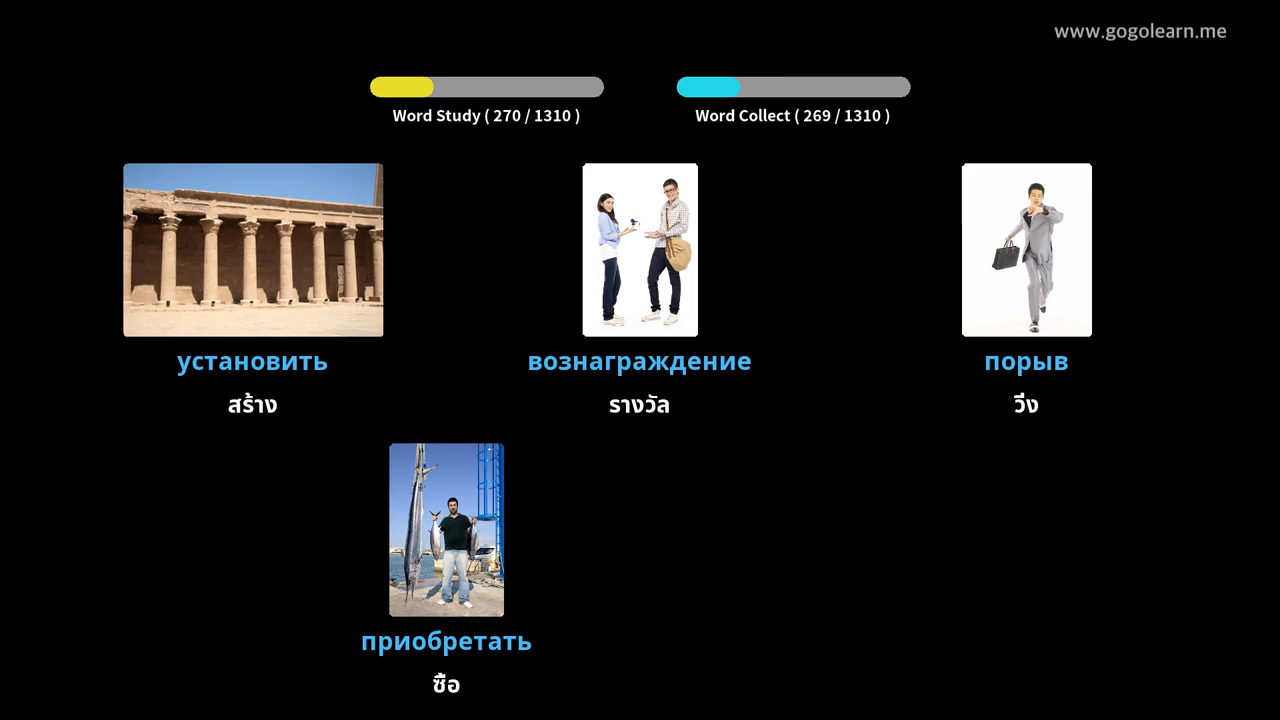 www.gogolearn.me
Word Study ( 270 / 1310 )
Word Collect ( 269 / 1310 )
установить
вознаграждение
порыв
สร้าง
รางวัล
วิ่ง
приобретать
ซื้อ